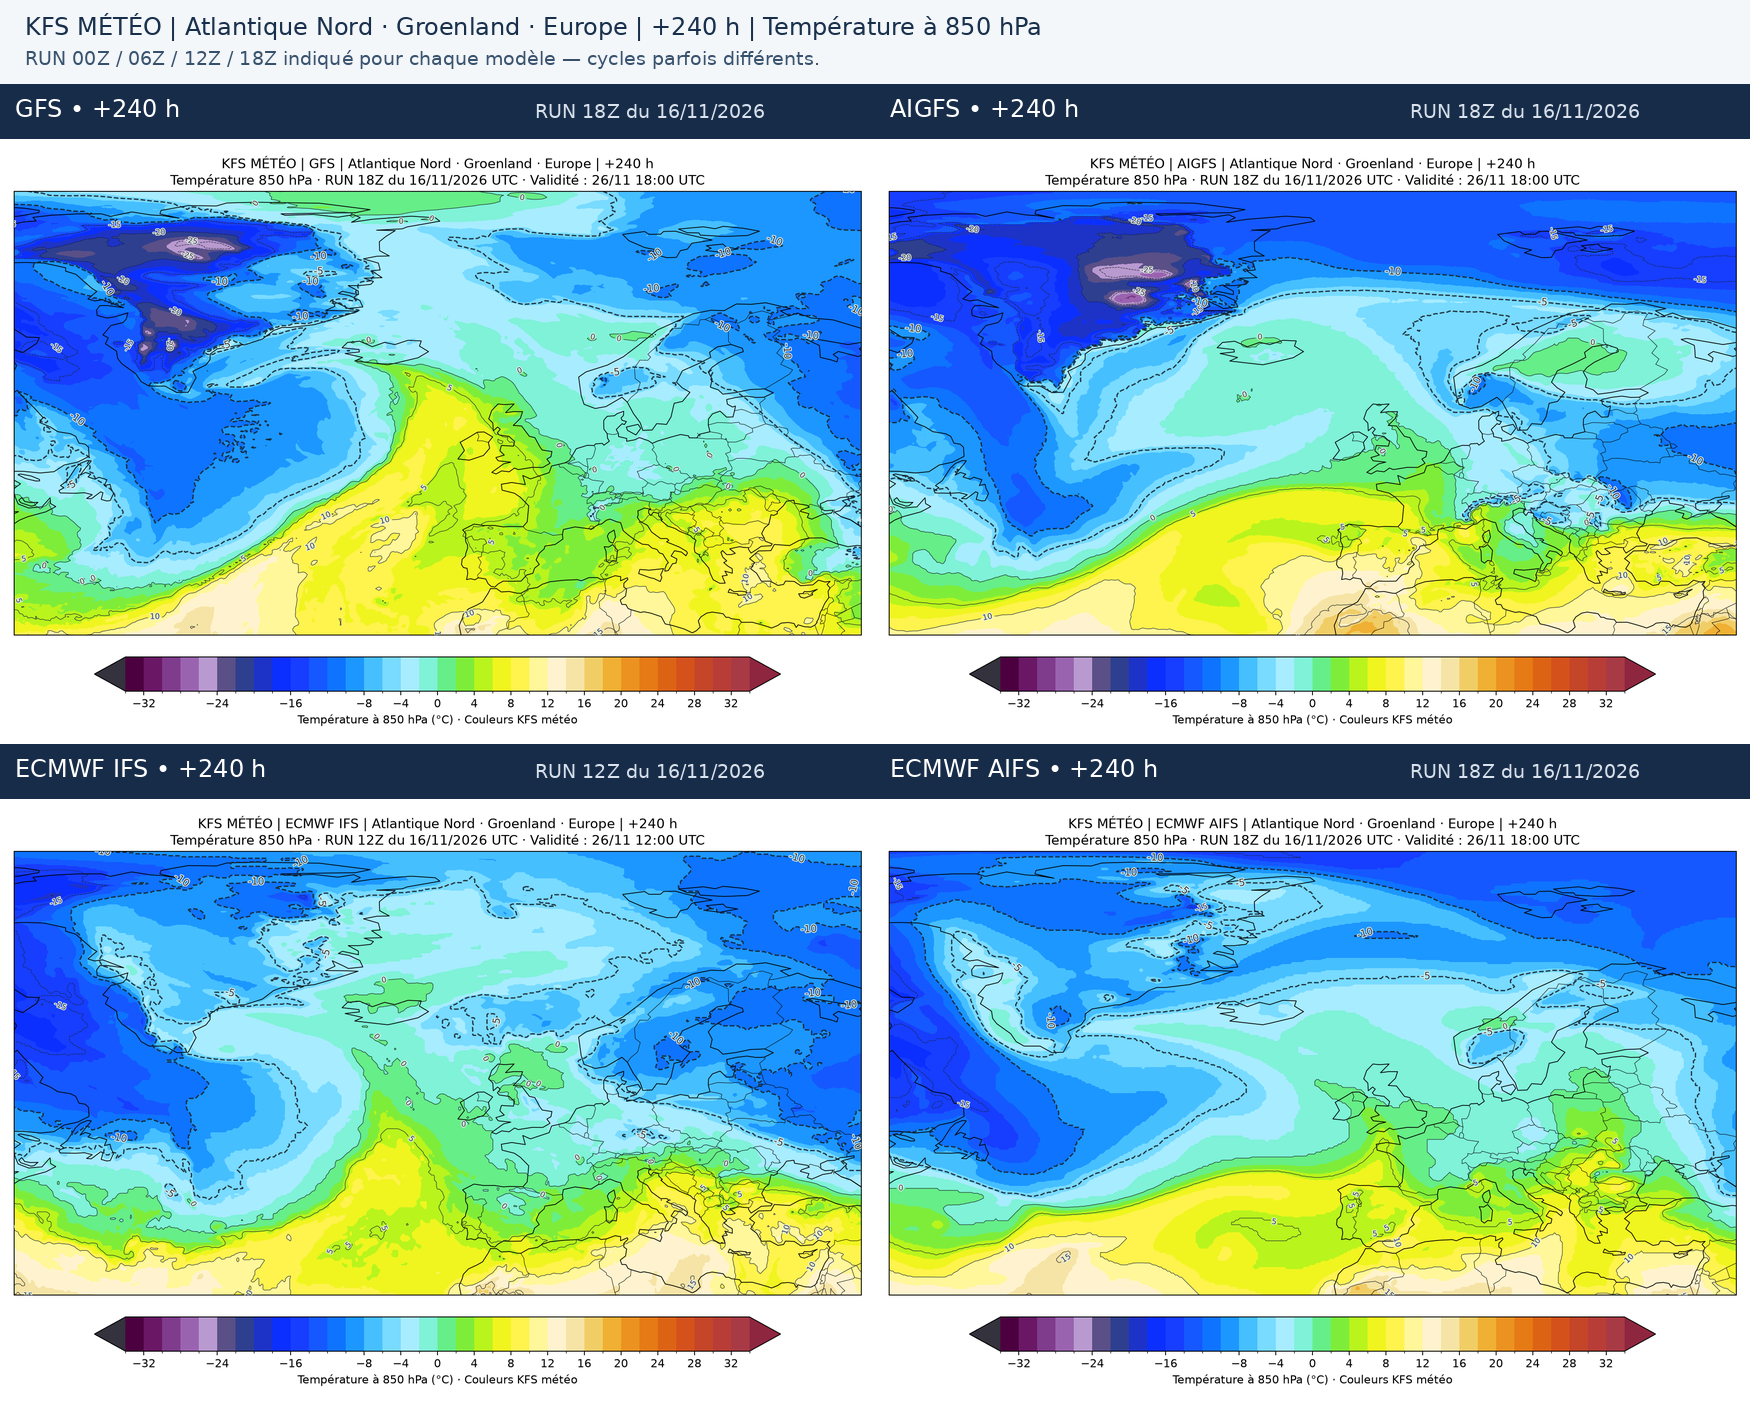 KFS MÉTÉO | Atlantique Nord · Groenland · Europe | +240 h | Température à 850 hPa
RUN 00Z / 06Z / 12Z / 18Z indiqué pour chaque modèle — cycles parfois différents.
GFS • +240 h
RUN 18Z du 16/11/2026
KFS MÉTÉO | GFS | Atlantique Nord · Groenland · Europe | +240 h
Température 850 hPa · RUN 18Z du 16/11/2026 UTC · Validité : 26/11 18:00 UTC
−32 −24 −16 −8 −4 0 4 8 12 16 20 24 28 32
Température à 850 hPa (°C) · Couleurs KFS météo
AIGFS • +240 h
RUN 18Z du 16/11/2026
KFS MÉTÉO | AIGFS | Atlantique Nord · Groenland · Europe | +240 h
Température 850 hPa · RUN 18Z du 16/11/2026 UTC · Validité : 26/11 18:00 UTC
−32 −24 −16 −8 −4 0 4 8 12 16 20 24 28 32
Température à 850 hPa (°C) · Couleurs KFS météo
ECMWF IFS • +240 h
RUN 12Z du 16/11/2026
KFS MÉTÉO | ECMWF IFS | Atlantique Nord · Groenland · Europe | +240 h
Température 850 hPa · RUN 12Z du 16/11/2026 UTC · Validité : 26/11 12:00 UTC
−32 −24 −16 −8 −4 0 4 8 12 16 20 24 28 32
Température à 850 hPa (°C) · Couleurs KFS météo
ECMWF AIFS • +240 h
RUN 18Z du 16/11/2026
KFS MÉTÉO | ECMWF AIFS | Atlantique Nord · Groenland · Europe | +240 h
Température 850 hPa · RUN 18Z du 16/11/2026 UTC · Validité : 26/11 18:00 UTC
−32 −24 −16 −8 −4 0 4 8 12 16 20 24 28 32
Température à 850 hPa (°C) · Couleurs KFS météo